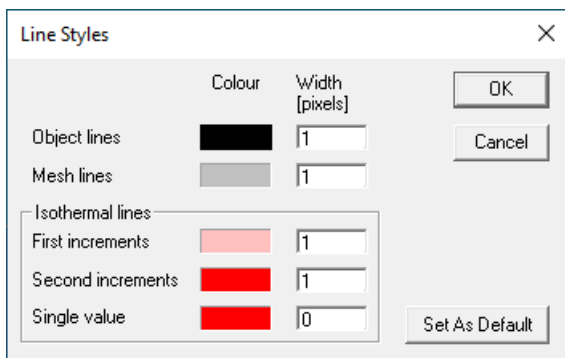 Line Styles
Colour Width [pixels] OK
Object lines 1 Cancel
Mesh lines 1
Isothermal lines
First increments 1
Second increments 1
Single value 0 Set As Default